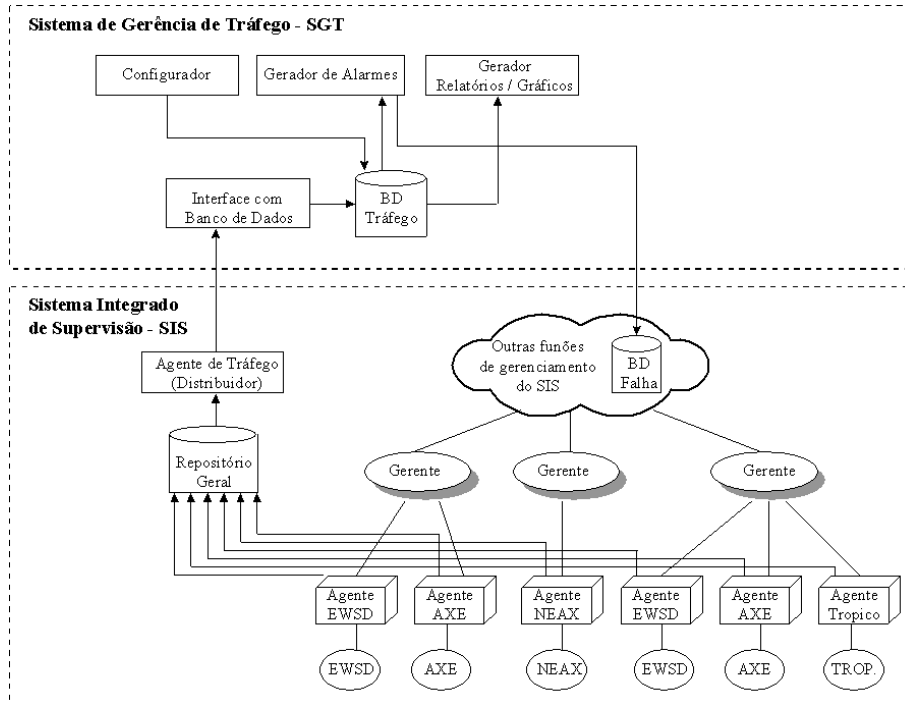 Sistema de Gerência de Tráfego - SGT
Configurador
Gerador de Alarmes
Gerador
Relatórios / Gráficos
Interface com
Banco de Dados
BD
Tráfego
Sistema Integrado
de Supervisão - SIS
Agente de Tráfego
(Distribuidor)
Outras funões
de gerenciamento
do SIS
BD
Falha
Repositório
Geral
Gerente
Gerente
Gerente
Agente
EWSD
Agente
AXE
Agente
NEAX
Agente
EWSD
Agente
AXE
Agente
Tropico
EWSD
AXE
NEAX
EWSD
AXE
TROP.